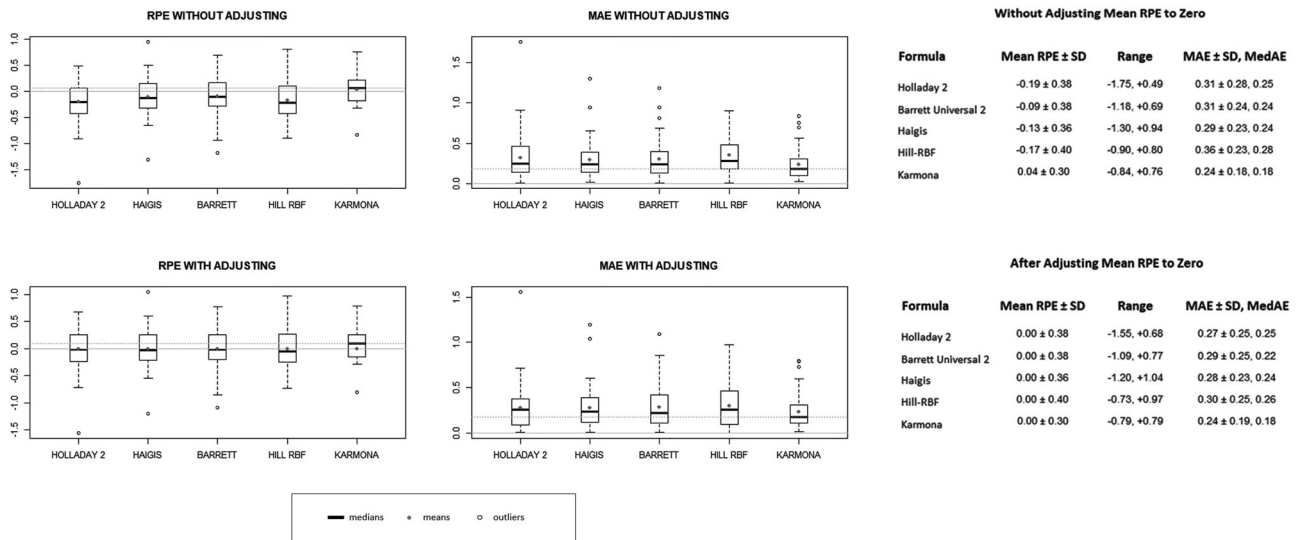 RPE WITHOUT ADJUSTING
1.0
0.5
0.0
-0.5
-1.0
-1.5
HOLLADAY 2 HAIGIS BARRETT HILL RBF KARMONA
MAE WITHOUT ADJUSTING
1.5
1.0
0.5
0.0
HOLLADAY 2 HAIGIS BARRETT HILL RBF KARMONA
Without Adjusting Mean RPE to Zero
Formula Mean RPE ± SD Range MAE ± SD, MedAE
Holladay 2 -0.19 ± 0.38 -1.75, +0.49 0.31 ± 0.28, 0.25
Barrett Universal 2 -0.09 ± 0.38 -1.18, +0.69 0.31 ± 0.24, 0.24
Haigis -0.13 ± 0.36 -1.30, +0.94 0.29 ± 0.23, 0.24
Hill-RBF -0.17 ± 0.40 -0.90, +0.80 0.36 ± 0.23, 0.28
Karmona 0.04 ± 0.30 -0.84, +0.76 0.24 ± 0.18, 0.18
RPE WITH ADJUSTING
1.0
0.5
0.0
-0.5
-1.0
-1.5
HOLLADAY 2 HAIGIS BARRETT HILL RBF KARMONA
MAE WITH ADJUSTING
1.5
1.0
0.5
0.0
HOLLADAY 2 HAIGIS BARRETT HILL RBF KARMONA
After Adjusting Mean RPE to Zero
Formula Mean RPE ± SD Range MAE ± SD, MedAE
Holladay 2 0.00 ± 0.38 -1.55, +0.68 0.27 ± 0.25, 0.25
Barrett Universal 2 0.00 ± 0.38 -1.09, +0.77 0.29 ± 0.25, 0.22
Haigis 0.00 ± 0.36 -1.20, +1.04 0.28 ± 0.23, 0.24
Hill-RBF 0.00 ± 0.40 -0.73, +0.97 0.30 ± 0.25, 0.26
Karmona 0.00 ± 0.30 -0.79, +0.79 0.24 ± 0.19, 0.18
medians means outliers